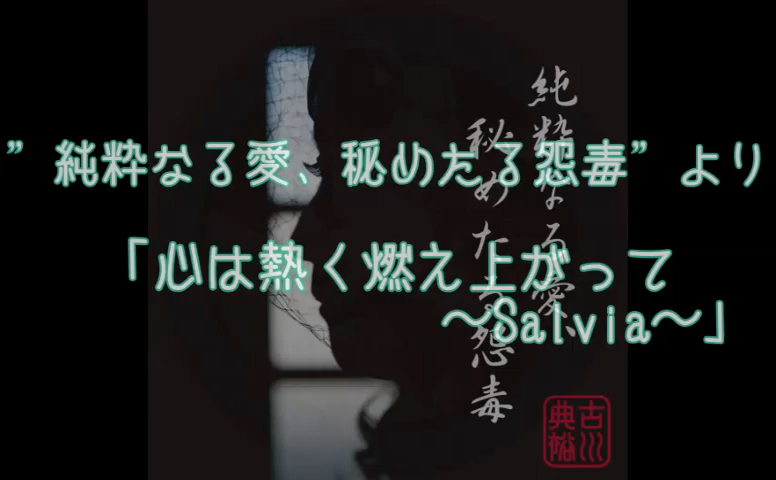 ”純粋なる愛、秘めたる怨毒”より
「心は熱く燃え上がって
～Salvia～」
純粋なる愛、
秘めたる怨毒
古川
典裕